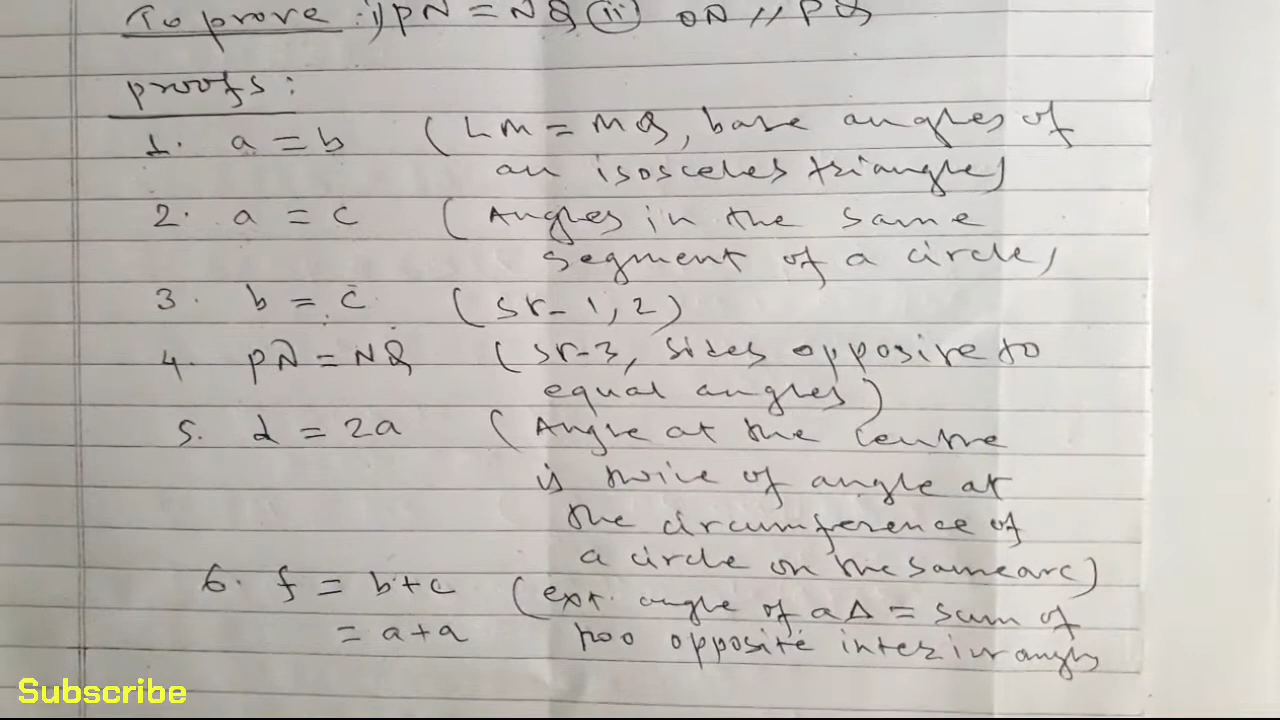 To prove :i) PN = NQ (ii) ON // PQ
proofs:
1. a = b (LM = MQ, base angles of
an isosceles triangle)
2. a = c (Angles in the same
segment of a circle)
3. b = c (Sr-1,2)
4. PN = NQ (Sr-3, sides opposite to
equal angles)
5. d = 2a (Angle at the centre
is twice of angle at
the circumference of
a circle on the same arc)
6. f = b+c (ext. angle of a Δ = sum of
= a+a two opposite interior angles
Subscribe